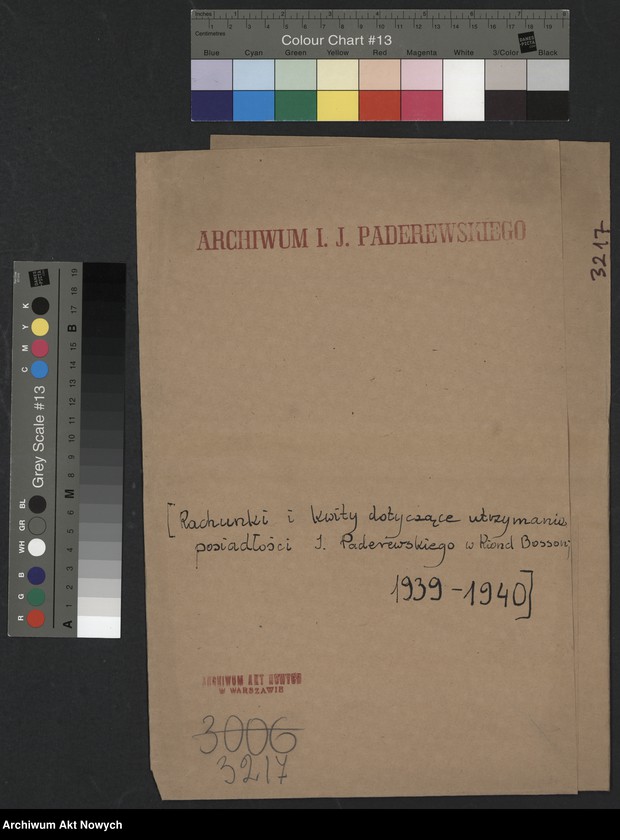 Inches
Centimetres
Colour Chart #13
Blue Cyan Green Yellow Red Magenta White 3/Color Black
ARCHIWUM I. J. PADEREWSKIEGO
3217
Grey Scale #13
[Rachunki i kwity dotyczące utrzymania
posiadłości I. Paderewskiego w Riond Bosson,
1939-1940]
ARCHIWUM AKT NOWYCH
W WARSZAWIE
3006
3217
Archiwum Akt Nowych